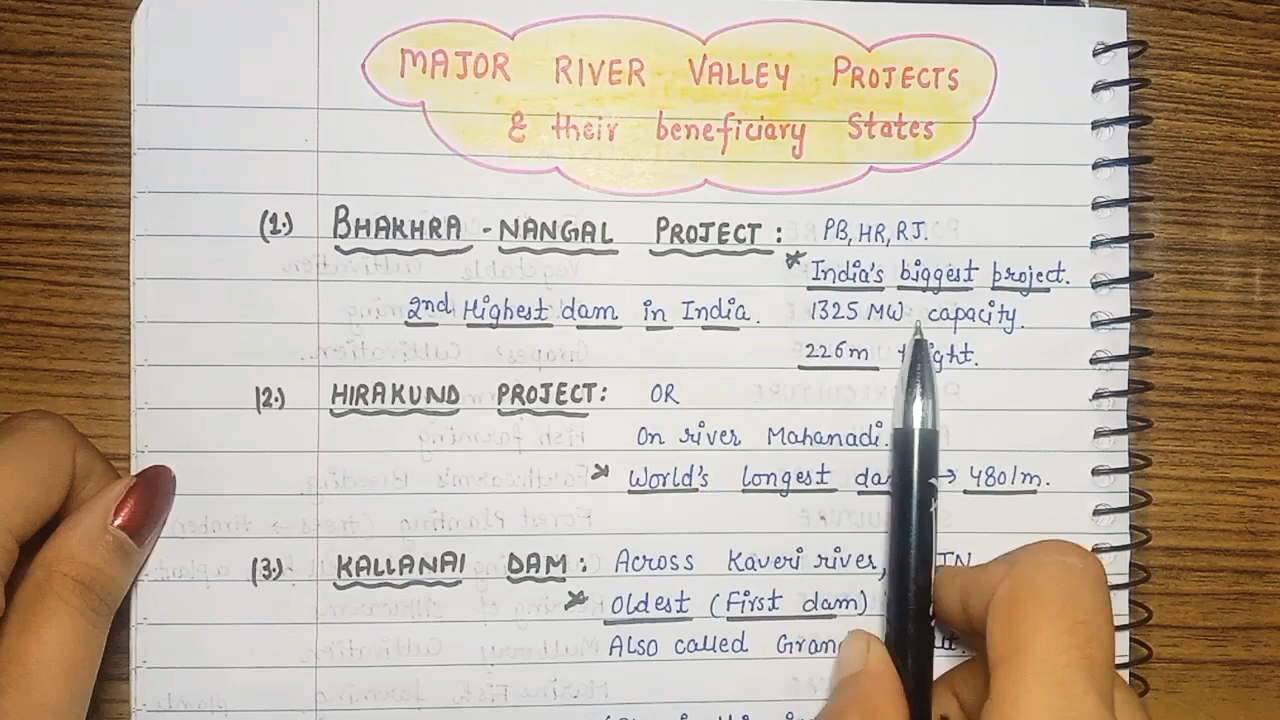 MAJOR RIVER VALLEY PROJECTS
& their beneficiary States
(1.) BHAKHRA - NANGAL PROJECT : PB, HR, RJ.
* India's biggest project.
2nd Highest dam in India. 1325 MW capacity.
226m
(2.) HIRAKUND PROJECT: OR
On river Mahanadi.
* World's longest → 4801m.
(3.) KALLANAI DAM : Across Kaveri river,
* Oldest (First dam)
Also called